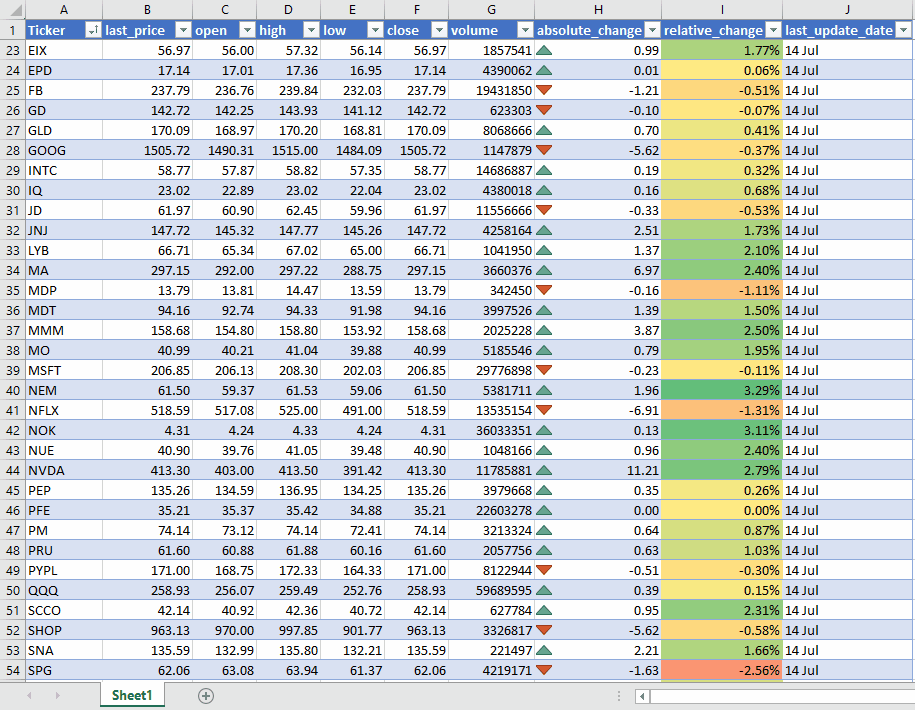 A B C D E F G H I J
1 Ticker last_price open high low close volume absolute_change relative_change last_update_date
23 EIX 56.97 56.00 57.32 56.14 56.97 1857541 0.99 1.77% 14 Jul
24 EPD 17.14 17.01 17.36 16.95 17.14 4390062 0.01 0.06% 14 Jul
25 FB 237.79 236.76 239.84 232.03 237.79 19431850 -1.21 -0.51% 14 Jul
26 GD 142.72 142.25 143.93 141.12 142.72 623303 -0.10 -0.07% 14 Jul
27 GLD 170.09 168.97 170.20 168.81 170.09 8068666 0.70 0.41% 14 Jul
28 GOOG 1505.72 1490.31 1515.00 1484.09 1505.72 1147879 -5.62 -0.37% 14 Jul
29 INTC 58.77 57.87 58.82 57.35 58.77 14686887 0.19 0.32% 14 Jul
30 IQ 23.02 22.89 23.02 22.04 23.02 4380018 0.16 0.68% 14 Jul
31 JD 61.97 60.90 62.45 59.96 61.97 11556666 -0.33 -0.53% 14 Jul
32 JNJ 147.72 145.32 147.77 145.26 147.72 4258164 2.51 1.73% 14 Jul
33 LYB 66.71 65.34 67.02 65.00 66.71 1041950 1.37 2.10% 14 Jul
34 MA 297.15 292.00 297.22 288.75 297.15 3660376 6.97 2.40% 14 Jul
35 MDP 13.79 13.81 14.47 13.59 13.79 342450 -0.16 -1.11% 14 Jul
36 MDT 94.16 92.74 94.33 91.98 94.16 3997526 1.39 1.50% 14 Jul
37 MMM 158.68 154.80 158.80 153.92 158.68 2025228 3.87 2.50% 14 Jul
38 MO 40.99 40.21 41.04 39.88 40.99 5185546 0.79 1.95% 14 Jul
39 MSFT 206.85 206.13 208.30 202.03 206.85 29776898 -0.23 -0.11% 14 Jul
40 NEM 61.50 59.37 61.53 59.06 61.50 5381711 1.96 3.29% 14 Jul
41 NFLX 518.59 517.08 525.00 491.00 518.59 13535154 -6.91 -1.31% 14 Jul
42 NOK 4.31 4.24 4.33 4.24 4.31 36033351 0.13 3.11% 14 Jul
43 NUE 40.90 39.76 41.05 39.48 40.90 1048166 0.96 2.40% 14 Jul
44 NVDA 413.30 403.00 413.50 391.42 413.30 11785881 11.21 2.79% 14 Jul
45 PEP 135.26 134.59 136.95 134.25 135.26 3979668 0.35 0.26% 14 Jul
46 PFE 35.21 35.37 35.42 34.88 35.21 22603278 0.00 0.00% 14 Jul
47 PM 74.14 73.12 74.14 72.41 74.14 3213324 0.64 0.87% 14 Jul
48 PRU 61.60 60.88 61.88 60.16 61.60 2057756 0.63 1.03% 14 Jul
49 PYPL 171.00 168.75 172.33 164.33 171.00 8122944 -0.51 -0.30% 14 Jul
50 QQQ 258.93 256.07 259.49 252.76 258.93 59689595 0.39 0.15% 14 Jul
51 SCCO 42.14 40.92 42.36 40.72 42.14 627784 0.95 2.31% 14 Jul
52 SHOP 963.13 970.00 997.85 901.77 963.13 3326817 -5.62 -0.58% 14 Jul
53 SNA 135.59 132.99 135.80 132.21 135.59 221497 2.21 1.66% 14 Jul
54 SPG 62.06 63.08 63.94 61.37 62.06 4219171 -1.63 -2.56% 14 Jul
Sheet1